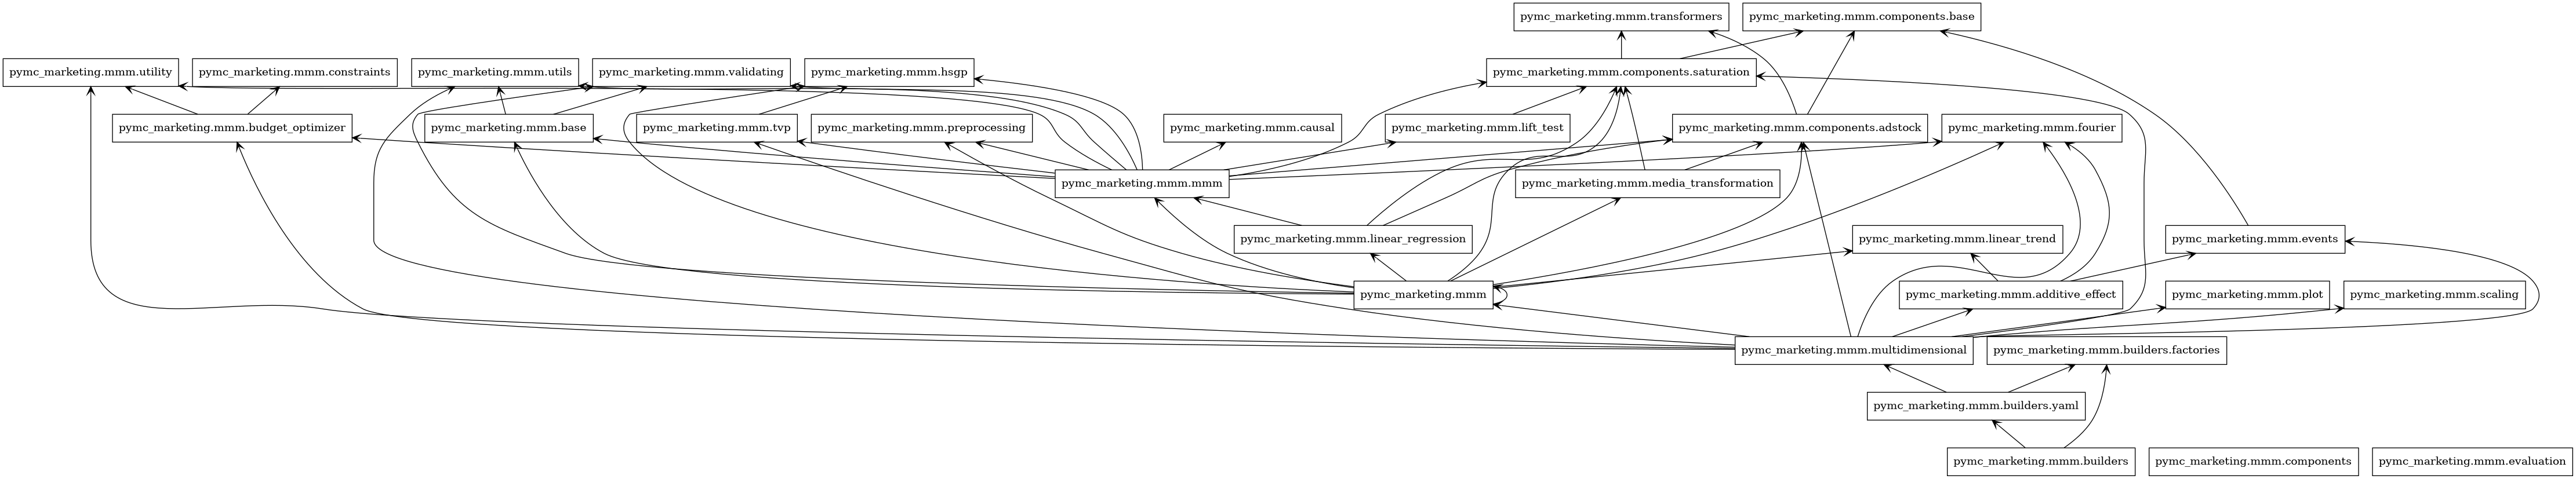 pymc_marketing.mmm.transformers
pymc_marketing.mmm.components.base
pymc_marketing.mmm.utility
pymc_marketing.mmm.constraints
pymc_marketing.mmm.utils
pymc_marketing.mmm.validating
pymc_marketing.mmm.hsgp
pymc_marketing.mmm.components.saturation
pymc_marketing.mmm.budget_optimizer
pymc_marketing.mmm.base
pymc_marketing.mmm.tvp
pymc_marketing.mmm.preprocessing
pymc_marketing.mmm.causal
pymc_marketing.mmm.lift_test
pymc_marketing.mmm.components.adstock
pymc_marketing.mmm.fourier
pymc_marketing.mmm.mmm
pymc_marketing.mmm.media_transformation
pymc_marketing.mmm.linear_regression
pymc_marketing.mmm.linear_trend
pymc_marketing.mmm.events
pymc_marketing.mmm
pymc_marketing.mmm.additive_effect
pymc_marketing.mmm.plot
pymc_marketing.mmm.scaling
pymc_marketing.mmm.multidimensional
pymc_marketing.mmm.builders.factories
pymc_marketing.mmm.builders.yaml
pymc_marketing.mmm.builders
pymc_marketing.mmm.components
pymc_marketing.mmm.evaluation